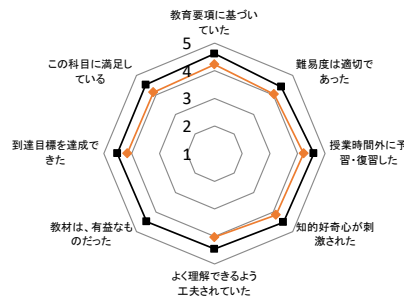 教育要項に基づい
ていた
難易度は適切で
あった
授業時間外に予
習・復習した
知的好奇心が刺
激された
よく理解できるよう
工夫されていた
教材は、有益なも
のだった
到達目標を達成で
きた
この科目に満足し
ている
5
4
3
2
1